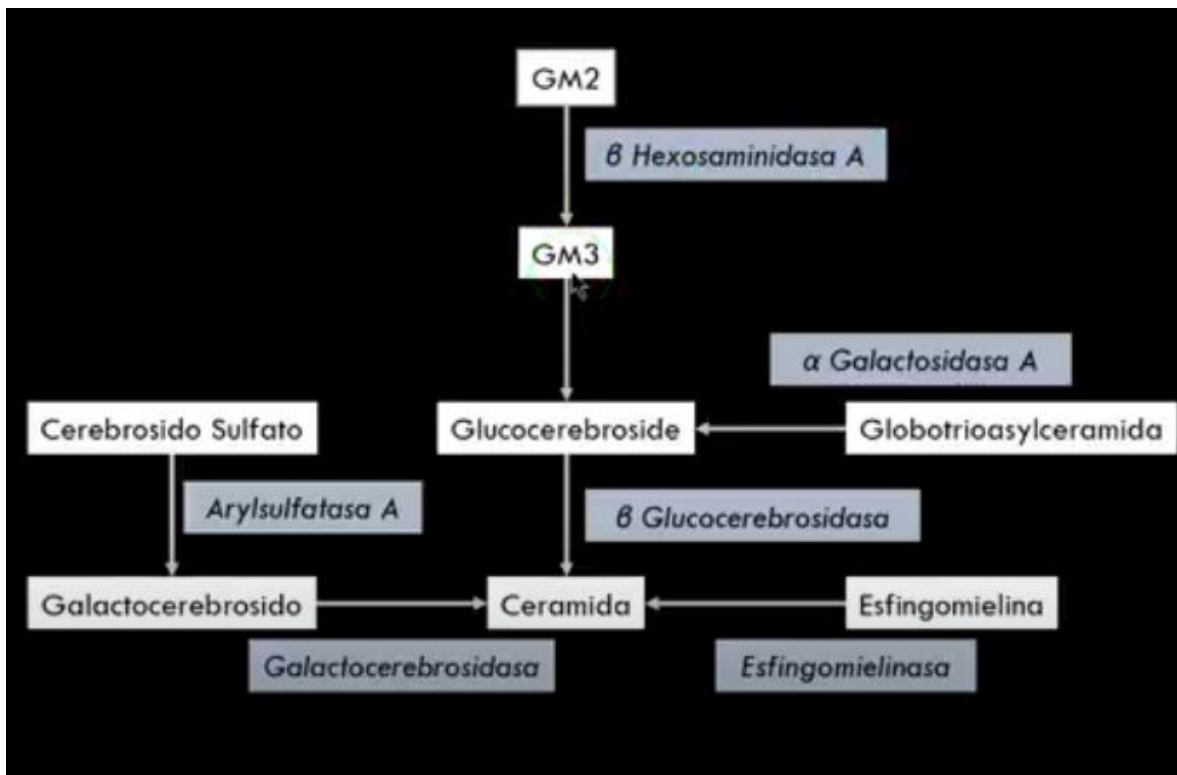 GM2
β Hexosaminidasa A
GM3
α Galactosidasa A
Cerebrosido Sulfato
Glucocerebroside
Globotrioasylceramida
Arylsulfatasa A
β Glucocerebrosidasa
Galactocerebrosido
Ceramida
Esfingomielina
Galactocerebrosidasa
Esfingomielinasa